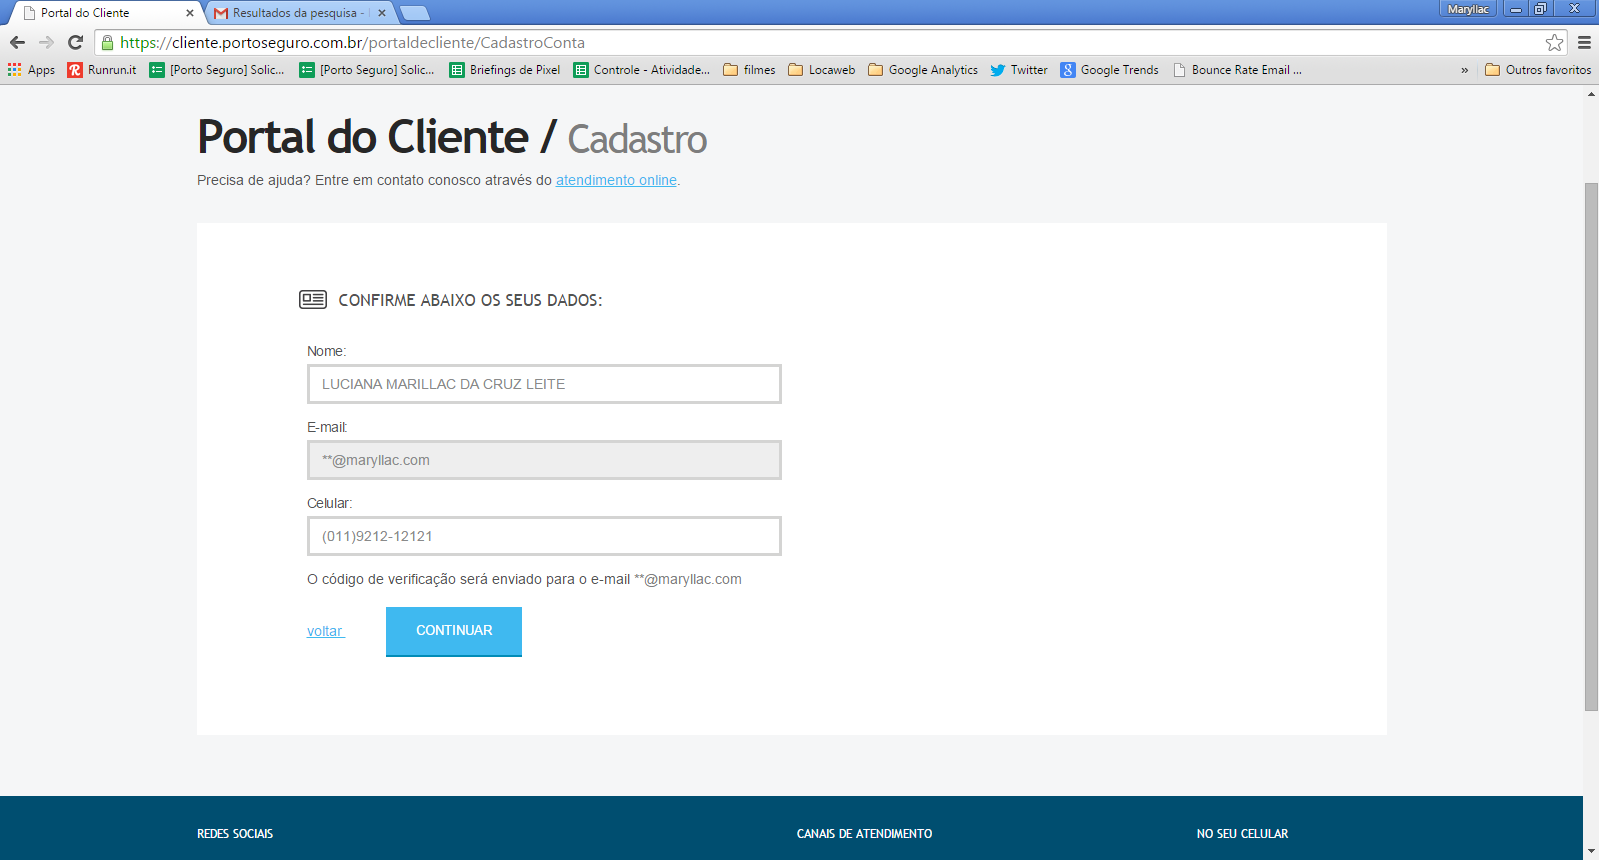 Portal do Cliente
Resultados da pesquisa -
Maryllac
https://cliente.portoseguro.com.br/portaldecliente/CadastroConta
Apps Runrun.it [Porto Seguro] Solic... [Porto Seguro] Solic... Briefings de Pixel Controle - Atividade... filmes Locaweb Google Analytics Twitter Google Trends Bounce Rate Email ... » Outros favoritos
Portal do Cliente / Cadastro
Precisa de ajuda? Entre em contato conosco através do atendimento online.
CONFIRME ABAIXO OS SEUS DADOS:
Nome:
LUCIANA MARILLAC DA CRUZ LEITE
E-mail:
**@maryllac.com
Celular:
(011)9212-12121
O código de verificação será enviado para o e-mail **@maryllac.com
voltar
CONTINUAR
REDES SOCIAIS
CANAIS DE ATENDIMENTO
NO SEU CELULAR